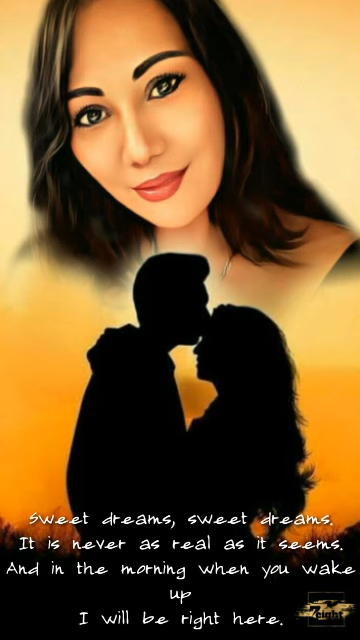 Sweet dreams, sweet dreams.
It is never as real as it seems.
And in the morning when you wake
up
I will be right here.
7eight